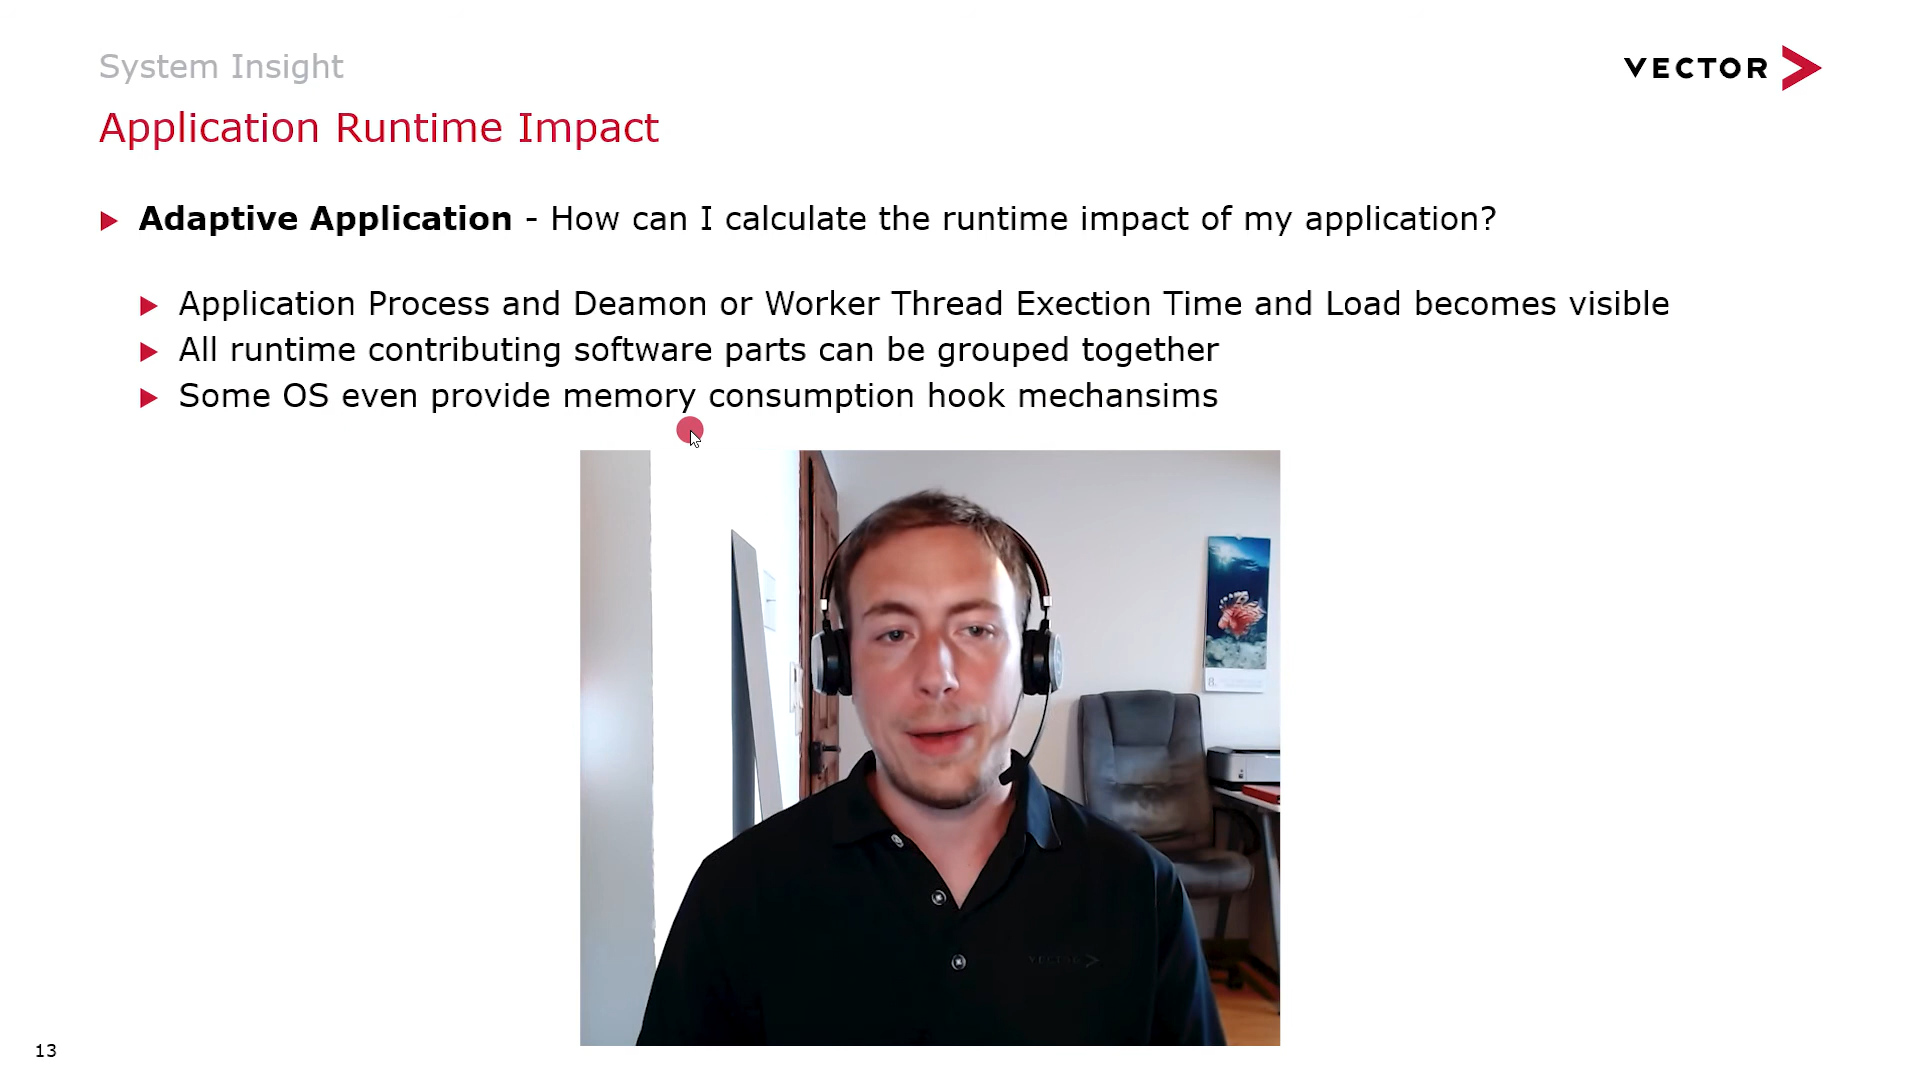 System Insight
VECTOR
Application Runtime Impact
Adaptive Application - How can I calculate the runtime impact of my application?
Application Process and Deamon or Worker Thread Exection Time and Load becomes visible
All runtime contributing software parts can be grouped together
Some OS even provide memory consumption hook mechansims
8.
VECTOR
13